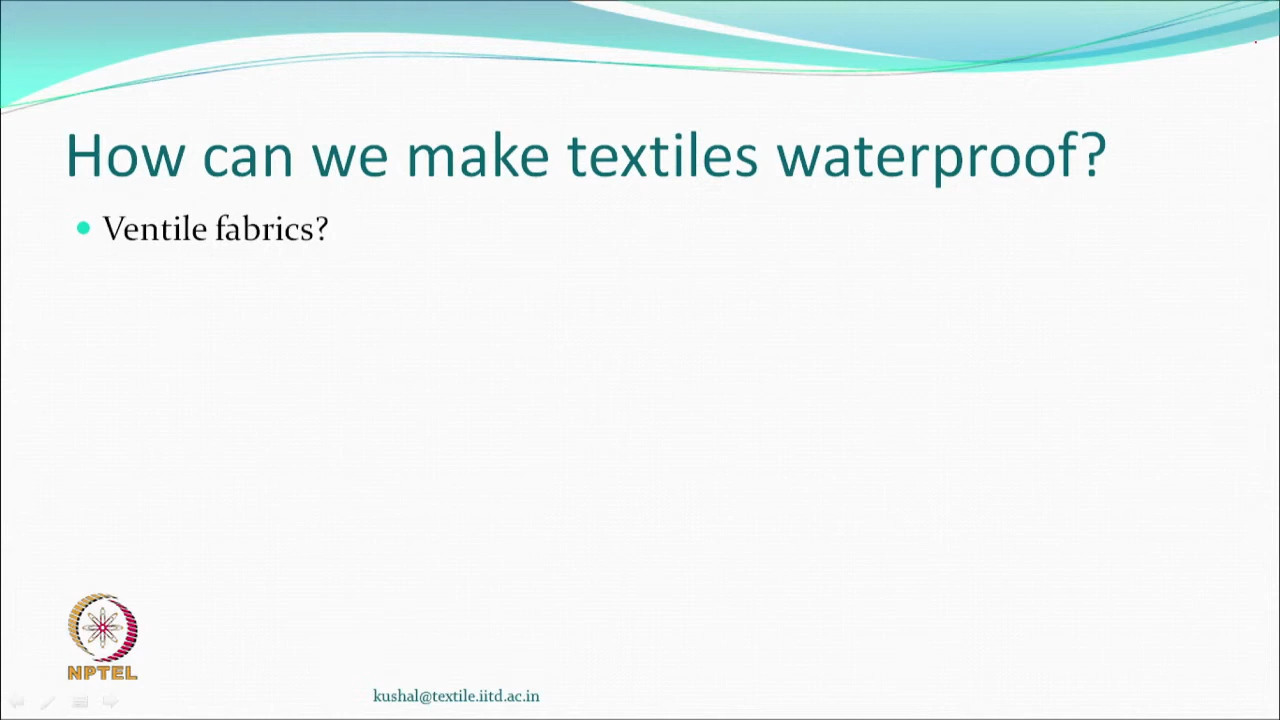 How can we make textiles waterproof?
Ventile fabrics?
NPTEL
kushal@textile.iitd.ac.in